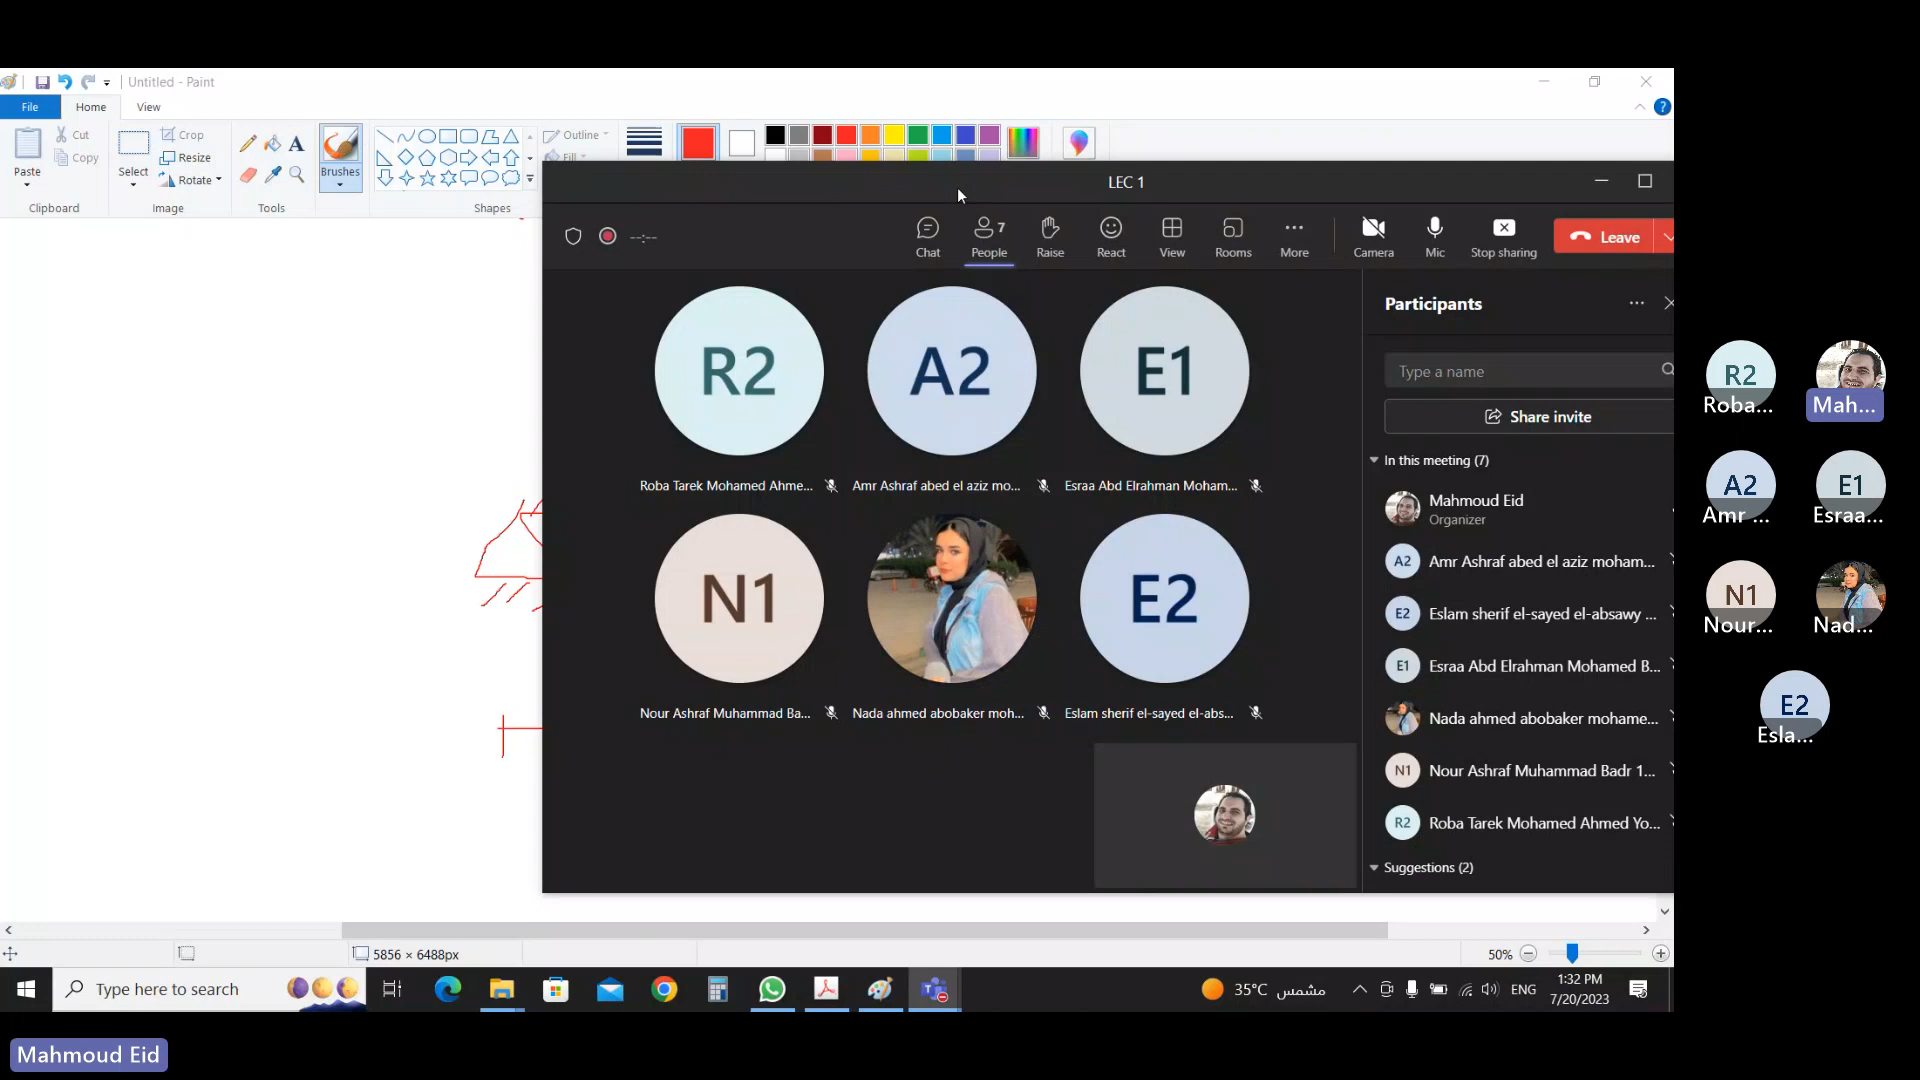 Untitled - Paint
File Home View
Cut
Copy
Paste
Clipboard
Crop
Resize
Rotate
Select
Image
Tools
Brushes
Shapes
Outline
Fill
LEC 1
--:--
Chat
People
7
Raise
React
View
Rooms
More
Camera
Mic
Stop sharing
Leave
R2
A2
E1
Roba Tarek Mohamed Ahme...
Amr Ashraf abed el aziz mo...
Esraa Abd Elrahman Moham...
N1
E2
Nour Ashraf Muhammad Ba...
Nada ahmed abobaker moh...
Eslam sherif el-sayed el-abs...
Participants
Type a name
Share invite
In this meeting (7)
Mahmoud Eid
Organizer
A2 Amr Ashraf abed el aziz moham...
E2 Eslam sherif el-sayed el-absawy ...
E1 Esraa Abd Elrahman Mohamed B...
Nada ahmed abobaker mohame...
N1 Nour Ashraf Muhammad Badr 1...
R2 Roba Tarek Mohamed Ahmed Yo...
Suggestions (2)
R2
Roba...
Mah...
A2
Amr ...
E1
Esraa...
N1
Nour...
Nad...
E2
Esla...
5856 × 6488px
50%
Type here to search
35°C مشمس
ENG
1:32 PM
7/20/2023
Mahmoud Eid